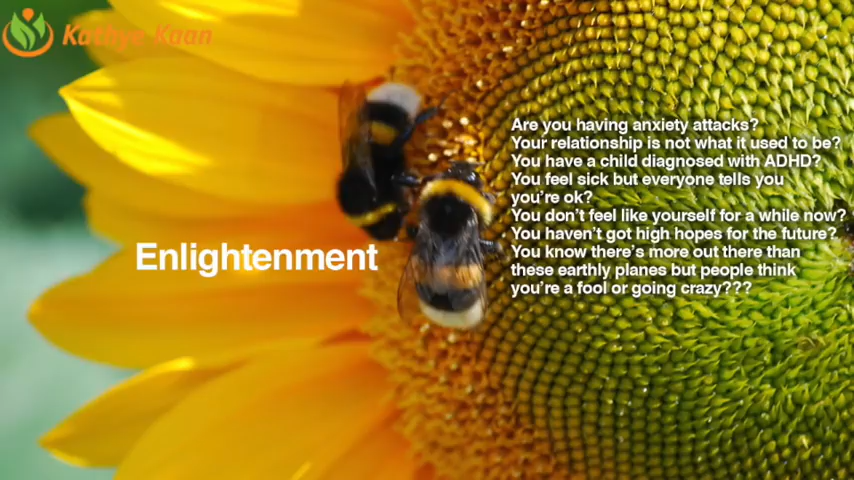 Kathye Kaan
Enlightenment
Are you having anxiety attacks?
Your relationship is not what it used to be?
You have a child diagnosed with ADHD?
You feel sick but everyone tells you
you're ok?
You don't feel like yourself for a while now?
You haven't got high hopes for the future?
You know there's more out there than
these earthly planes but people think
you're a fool or going crazy???